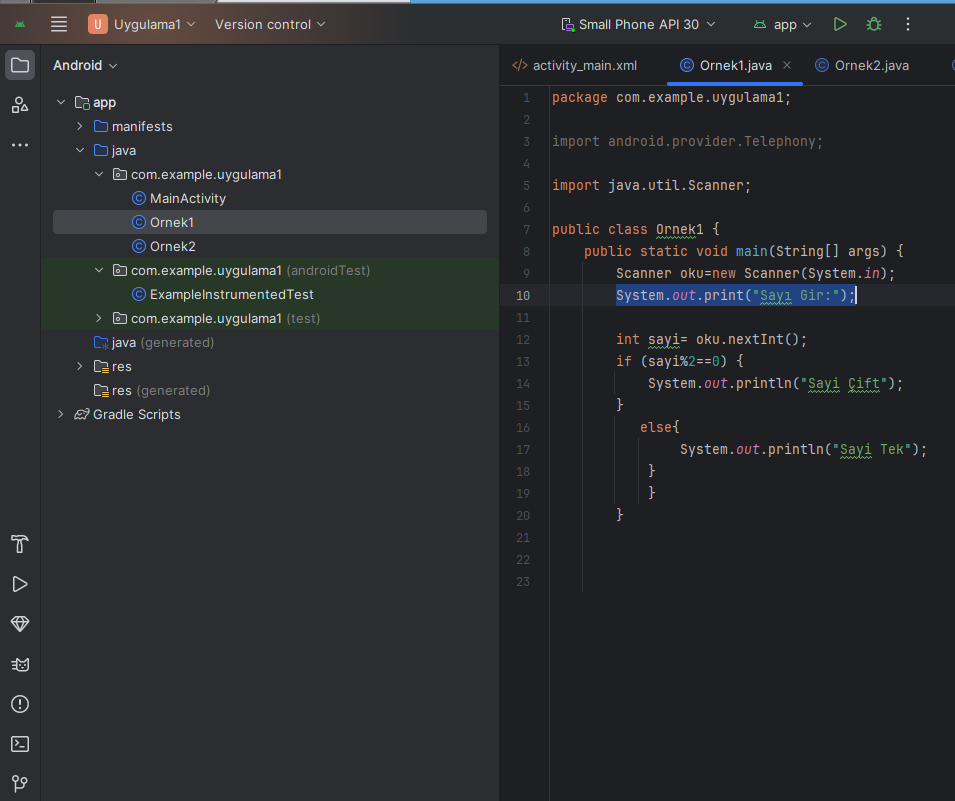 U Uygulama1 Version control Small Phone API 30 app
Android
app
manifests
java
com.example.uygulama1
MainActivity
Ornek1
Ornek2
com.example.uygulama1 (androidTest)
ExampleInstrumentedTest
com.example.uygulama1 (test)
java (generated)
res
res (generated)
Gradle Scripts
</> activity_main.xml Ornek1.java Ornek2.java
1 package com.example.uygulama1;
2
3 import android.provider.Telephony;
4
5 import java.util.Scanner;
6
7 public class Ornek1 {
8 public static void main(String[] args) {
9 Scanner oku=new Scanner(System.in);
10 System.out.print("Sayı Gir:");
11
12 int sayi= oku.nextInt();
13 if (sayi%2==0) {
14 System.out.println("Sayi Çift");
15 }
16 else{
17 System.out.println("Sayi Tek");
18 }
19 }
20 }
21
22
23